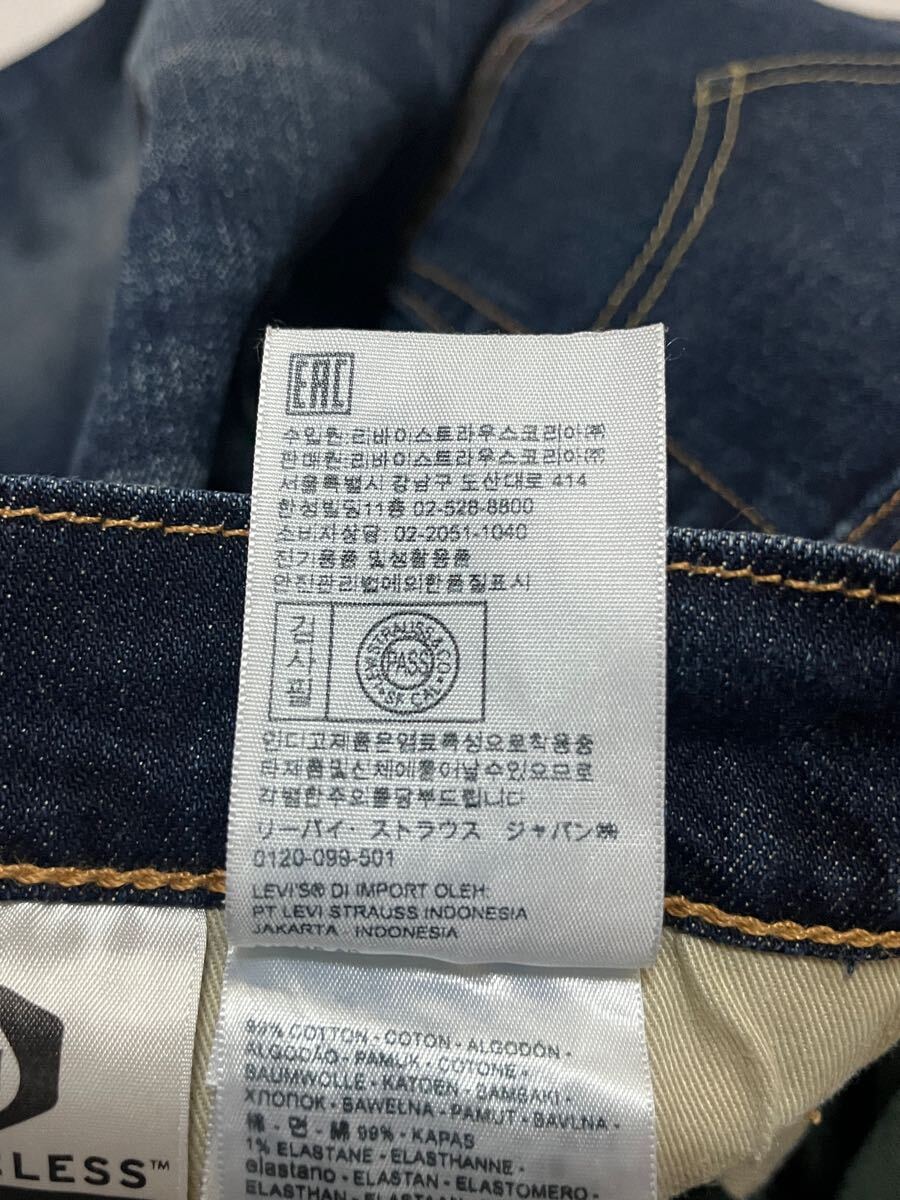 EAC
수입원:리바이스트라우스코리아㈜
판매원:리바이스트라우스코리아㈜
서울특별시 강남구 도산대로 414
한성빌딩11층 02-528-8800
소비자상담: 02-2051-1040
전기용품 및생활용품
안전관리법에의한품질표시
검사필
LEVI STRAUSS & CO.
PASS
SF CAL
인디고제품은염료특성으로착용중
타제품및신체에물이날수있으므로
각별한주의를당부드립니다
リーバイ・ストラウス ジャパン㈱
0120-099-501
LEVI'S® DI IMPORT OLEH:
PT LEVI STRAUSS INDONESIA
JAKARTA - INDONESIA
99% COTTON - COTON - ALGODÓN -
ALGODÃO - PAMUK - COTONE -
BAUMWOLLE - KATOEN - ΒΑΜΒΑΚΙ -
ХЛОПОК - BAWEŁNA - PAMUT - BAVLNA -
棉 - 면 - 綿 99% - KAPAS
1% ELASTANE - ELASTHANNE -
elastano - ELASTAN - ELASTOMERO -
ELASTHAN
ELESS™